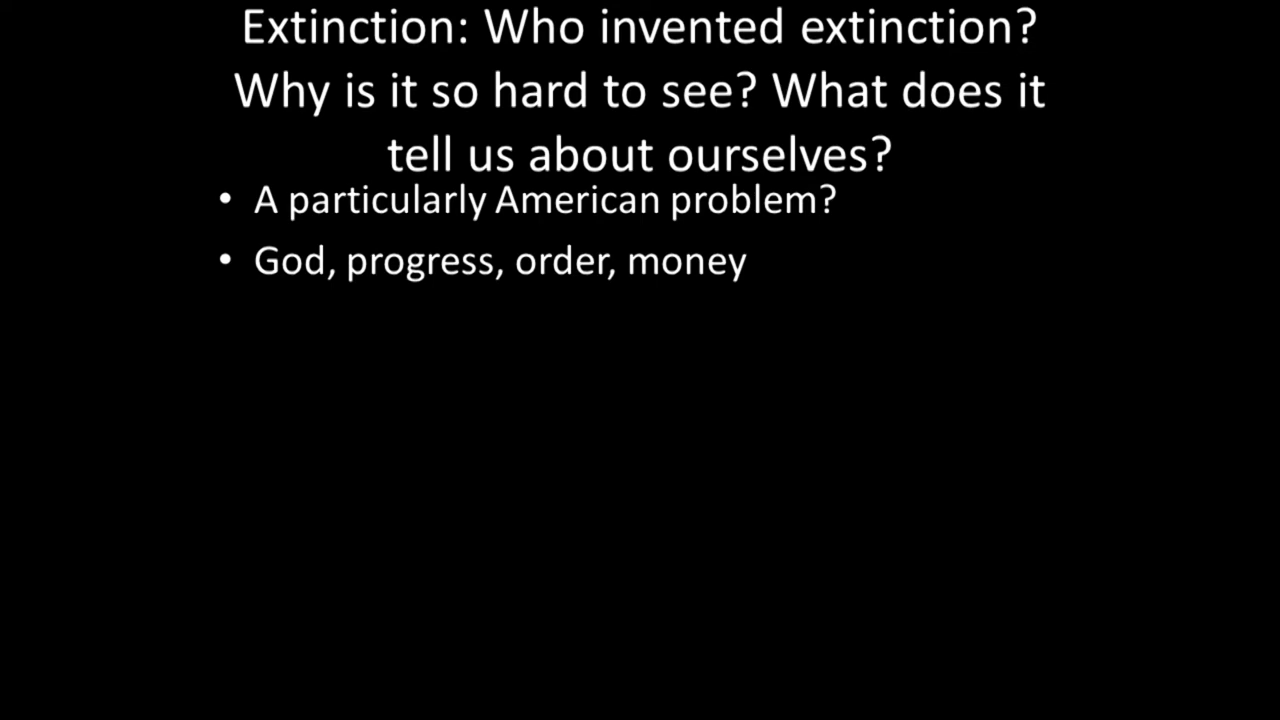 Extinction: Who invented extinction?
Why is it so hard to see? What does it
tell us about ourselves?
• A particularly American problem?
• God, progress, order, money